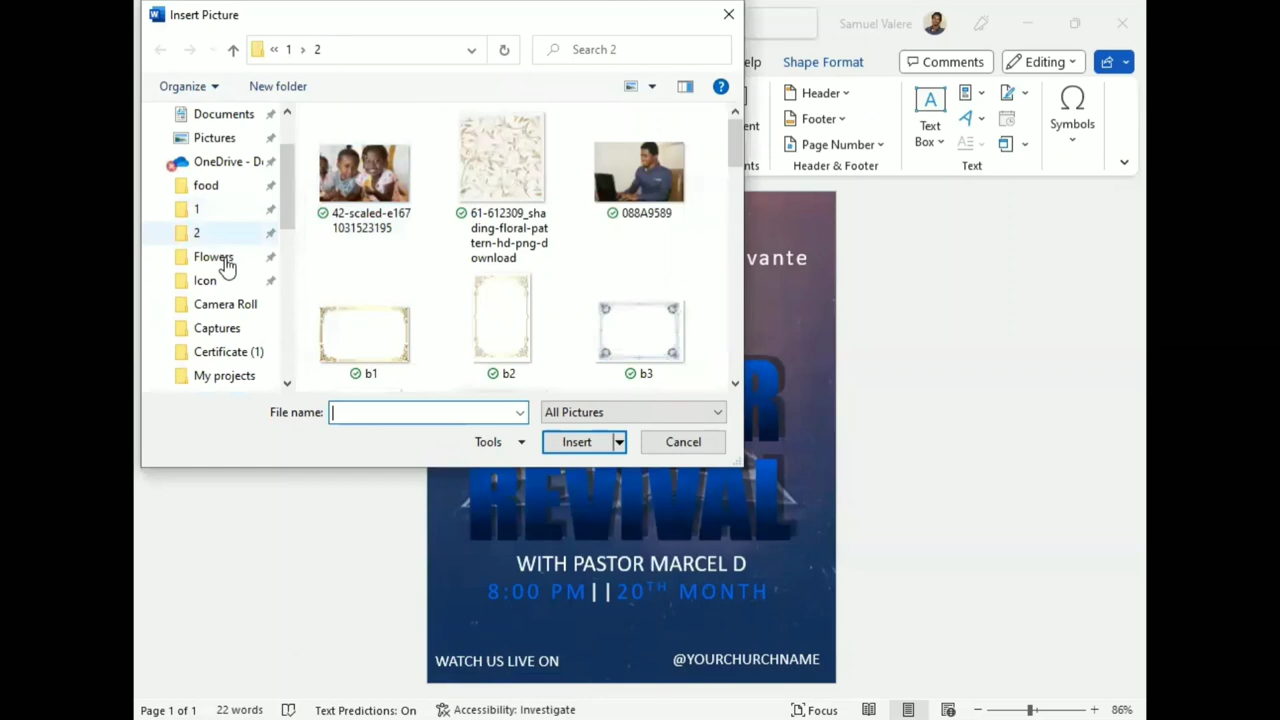 Insert Picture
Samuel Valere
« 1 › 2
Search 2
elp
Shape Format
Comments
Editing
Organize
New folder
Documents
Pictures
OneDrive - D
food
1
2
Flowers
Icon
Camera Roll
Captures
Certificate (1)
My projects
42-scaled-e167
1031523195
61-612309_sha
ding-floral-pat
tern-hd-png-d
ownload
088A9589
b1
b2
b3
File name:
All Pictures
Tools
Insert
Cancel
ent
nts
Header
Footer
Page Number
Header & Footer
A
Text
Box
Text
Ω
Symbols
vante
R
REVIVAL
WITH PASTOR MARCEL D
8:00 PM||20TH MONTH
WATCH US LIVE ON
@YOURCHURCHNAME
Page 1 of 1
22 words
Text Predictions: On
Accessibility: Investigate
Focus
86%